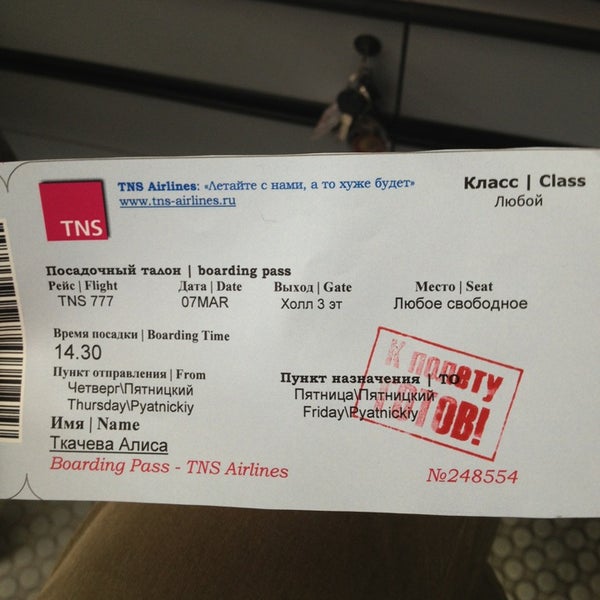 TNS
TNS Airlines: «Летайте с нами, а то хуже будет»
www.tns-airlines.ru
Класс | Class
Любой
Посадочный талон | boarding pass
Рейс | Flight
TNS 777
Дата | Date
07MAR
Выход | Gate
Холл 3 эт
Место | Seat
Любое свободное
Время посадки | Boarding Time
14.30
Пункт отправления | From
Четверг\Пятницкий
Thursday\Pyatnickiy
Пункт назначения | TO
Пятница\Пятницкий
Friday\Pyatnickiy
К полёту
ГОТОВ!
Имя | Name
Ткачева Алиса
Boarding Pass - TNS Airlines
№248554